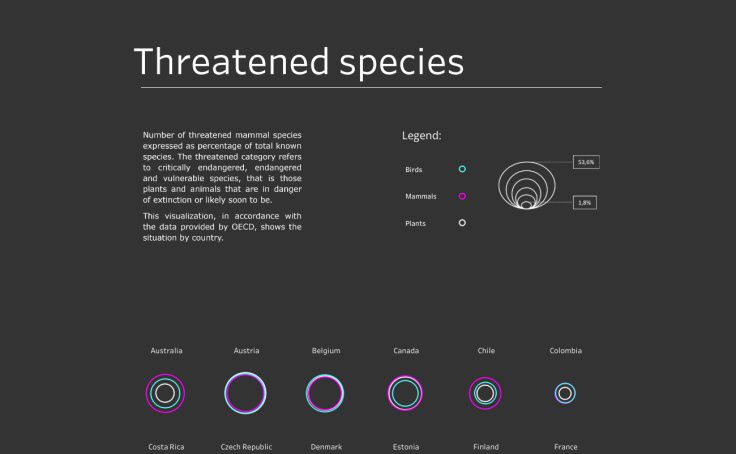 Threatened species
Number of threatened mammal species
expressed as percentage of total known
species. The threatened category refers
to critically endangered, endangered
and vulnerable species, that is those
plants and animals that are in danger
of extinction or likely soon to be.
This visualization, in accordance with
the data provided by OECD, shows the
situation by country.
Legend:
Birds
Mammals
Plants
53,6%
1,8%
Australia Austria Belgium Canada Chile Colombia
Costa Rica Czech Republic Denmark Estonia Finland France